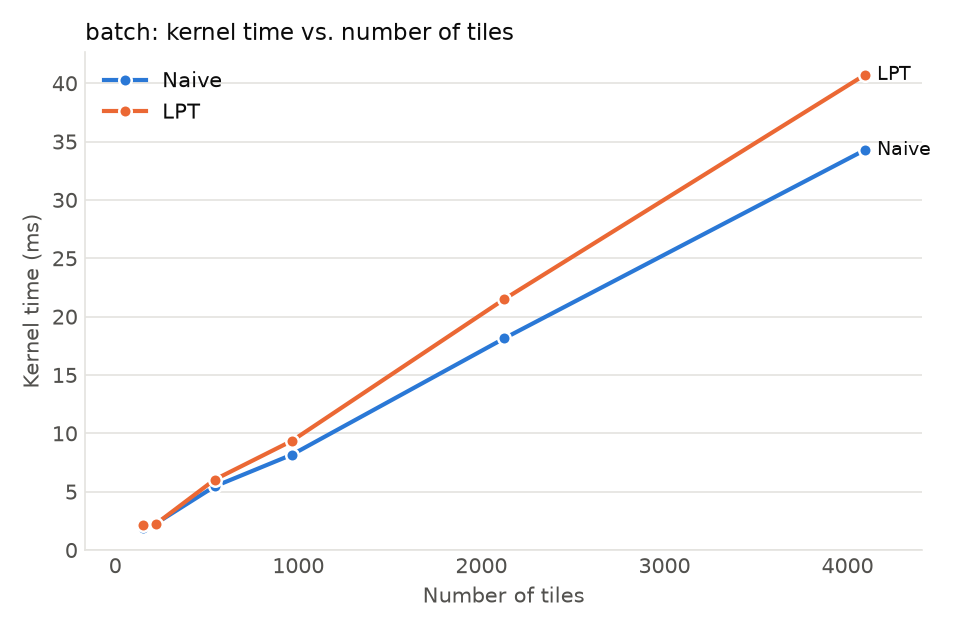 batch: kernel time vs. number of tiles
Naive
LPT
40
35
30
25
20
15
10
5
0
Kernel time (ms)
LPT
Naive
0 1000 2000 3000 4000
Number of tiles